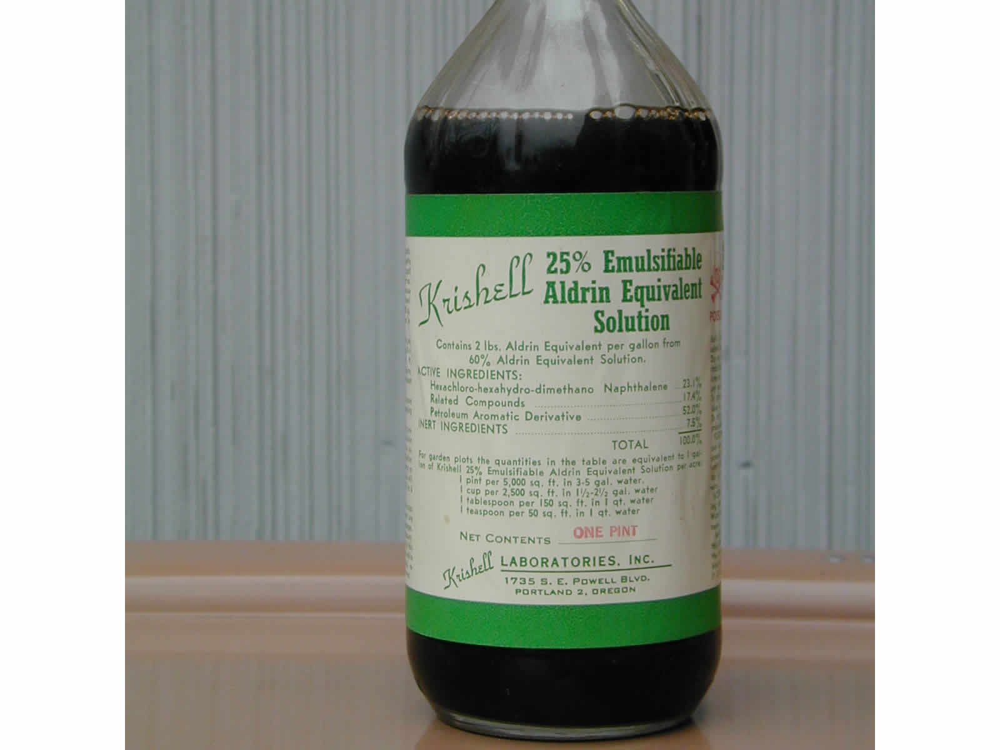 Krishell 25% Emulsifiable
Aldrin Equivalent
Solution
Contains 2 lbs. Aldrin Equivalent per gallon from
60% Aldrin Equivalent Solution.
ACTIVE INGREDIENTS:
Hexachloro-hexahydro-dimethano Naphthalene 23.1%
Related Compounds 17.4%
Petroleum Aromatic Derivative 52.0%
INERT INGREDIENTS 7.5%
TOTAL 100.0%
For garden plots the quantities in the table are equivalent to 1 gal-
lon of Krishell 25% Emulsifiable Aldrin Equivalent Solution per acre.
1 pint per 5,000 sq. ft. in 3-5 gal. water.
1 cup per 2,500 sq. ft. in 1 1/2-2 1/2 gal. water
1 tablespoon per 150 sq. ft. in 1 qt. water
1 teaspoon per 50 sq. ft. in 1 qt. water
NET CONTENTS ONE PINT
Krishell LABORATORIES, INC.
1735 S. E. POWELL BLVD.
PORTLAND 2, OREGON